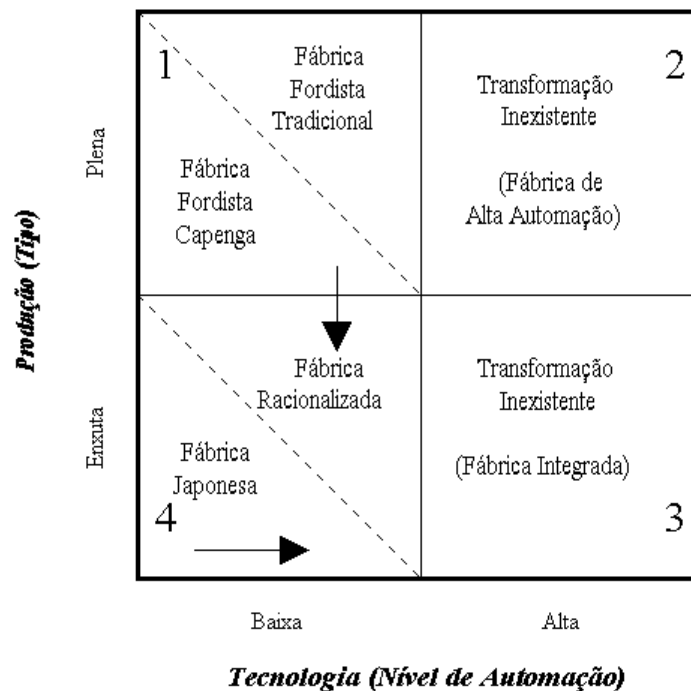 1
Fábrica
Fordista
Tradicional
Fábrica
Fordista
Capenga
2
Transformação
Inexistente
(Fábrica de
Alta Automação)
Plena
Produção (Tipo)
Enxuta
Fábrica
Racionalizada
Fábrica
Japonesa
4
Transformação
Inexistente
(Fábrica Integrada)
3
Baixa
Alta
Tecnologia (Nível de Automação)